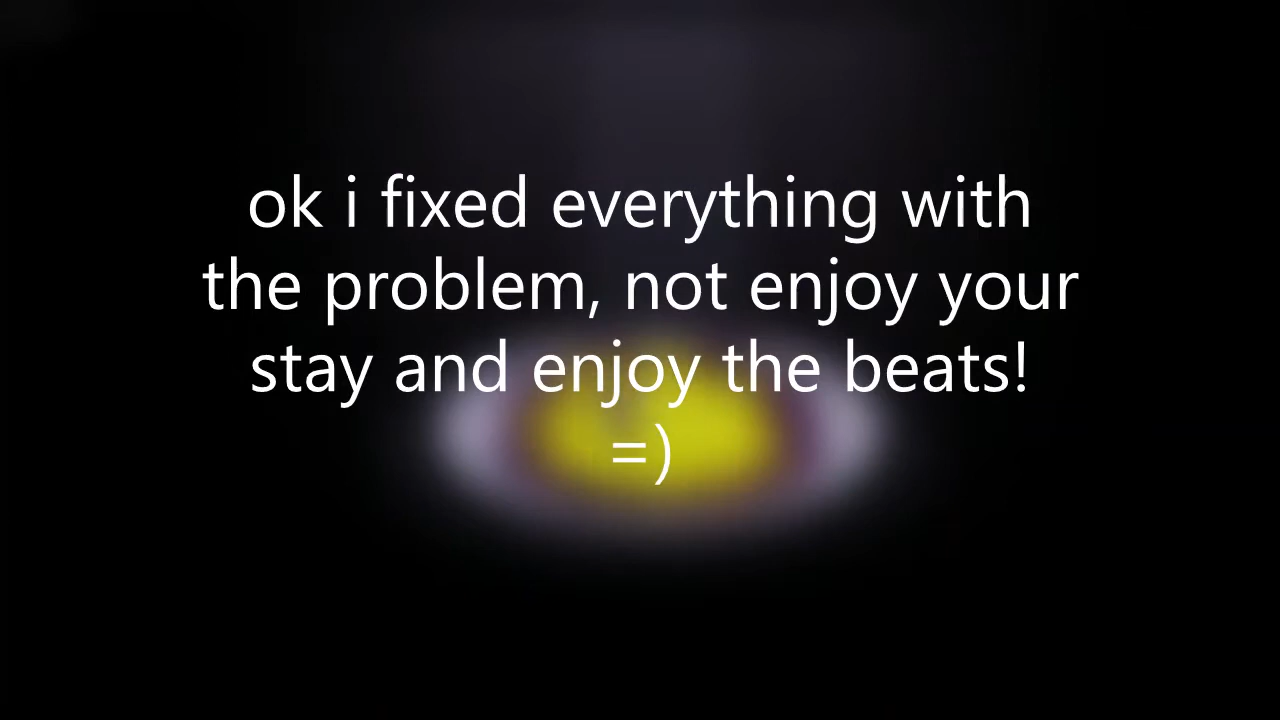 ok i fixed everything with
the problem, not enjoy your
stay and enjoy the beats!
=)